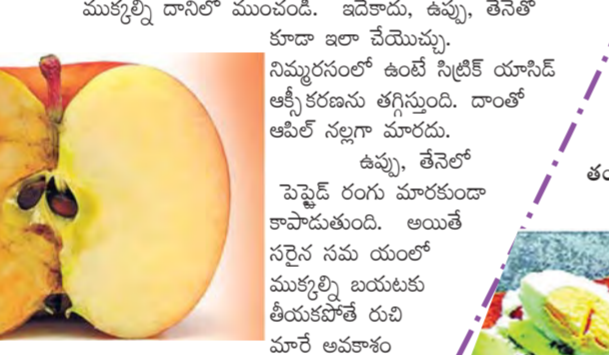 ముక్కల్ని దానిలో ముంచండి. ఇదేకాదు, ఉప్పు, తేనెతో
కూడా ఇలా చేయొచ్చు.
నిమ్మరసంలో ఉంటే సిట్రిక్ యాసిడ్
ఆక్సీకరణను తగ్గిస్తుంది. దాంతో
ఆపిల్ నల్లగా మారదు.
ఉప్పు, తేనెలో
పెప్టైడ్ రంగు మారకుండా
కాపాడుతుంది. అయితే
సరైన సమ యంలో
ముక్కల్ని బయటకు
తీయకపోతే రుచి
మారే అవకాశం